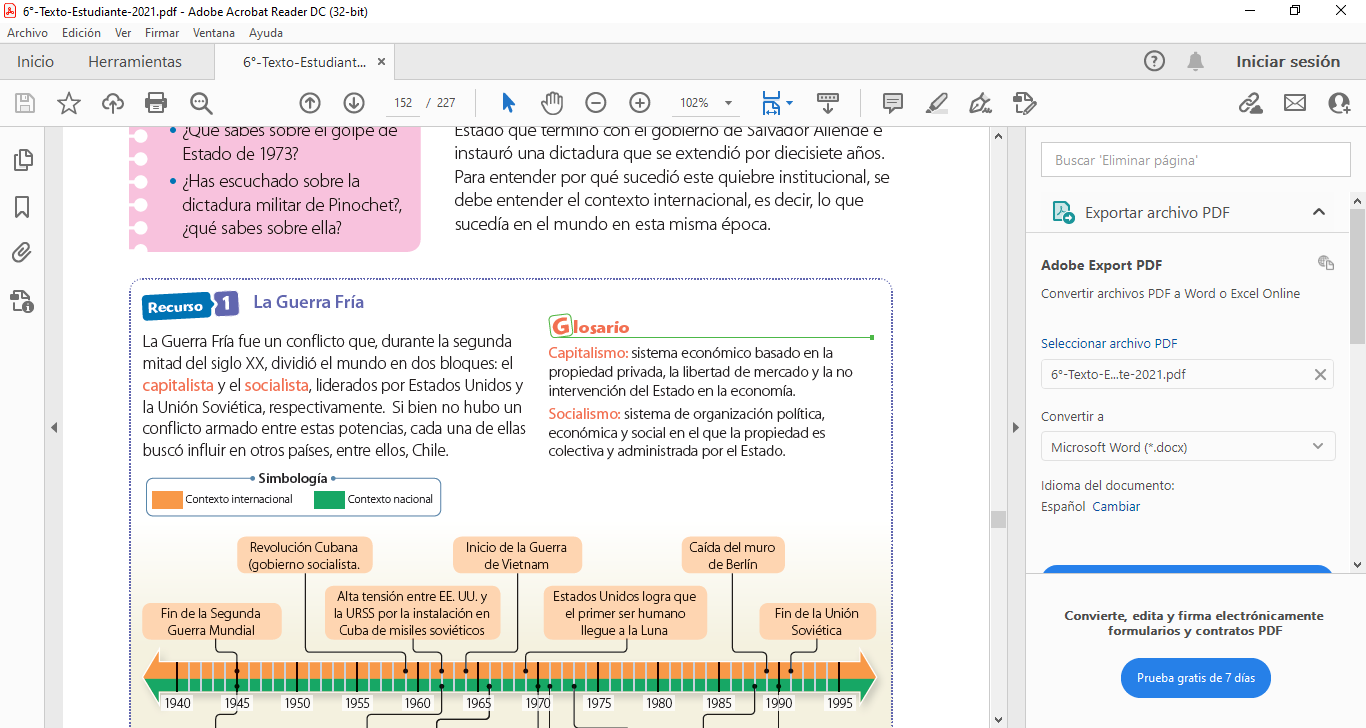 6°-Texto-Estudiante-2021.pdf - Adobe Acrobat Reader DC (32-bit)
Archivo Edición Ver Firmar Ventana Ayuda
Inicio Herramientas 6°-Texto-Estudiant... Iniciar sesión
152 / 227 102%
¿Qué sabes sobre el golpe de
Estado de 1973?
¿Has escuchado sobre la
dictadura militar de Pinochet?,
¿qué sabes sobre ella?
Estado que terminó con el gobierno de Salvador Allende e
instauró una dictadura que se extendió por diecisiete años.
Para entender por qué sucedió este quiebre institucional, se
debe entender el contexto internacional, es decir, lo que
sucedía en el mundo en esta misma época.
Recurso 1 La Guerra Fría
La Guerra Fría fue un conflicto que, durante la segunda
mitad del siglo XX, dividió el mundo en dos bloques: el
capitalista y el socialista, liderados por Estados Unidos y
la Unión Soviética, respectivamente. Si bien no hubo un
conflicto armado entre estas potencias, cada una de ellas
buscó influir en otros países, entre ellos, Chile.
Glosario
Capitalismo: sistema económico basado en la
propiedad privada, la libertad de mercado y la no
intervención del Estado en la economía.
Socialismo: sistema de organización política,
económica y social en el que la propiedad es
colectiva y administrada por el Estado.
Simbología
Contexto internacional Contexto nacional
Revolución Cubana
(gobierno socialista.
Inicio de la Guerra
de Vietnam
Caída del muro
de Berlín
Fin de la Segunda
Guerra Mundial
Alta tensión entre EE. UU. y
la URSS por la instalación en
Cuba de misiles soviéticos
Estados Unidos logra que
el primer ser humano
llegue a la Luna
Fin de la Unión
Soviética
1940 1945 1950 1955 1960 1965 1970 1975 1980 1985 1990 1995
Buscar 'Eliminar página'
Exportar archivo PDF
Adobe Export PDF
Convertir archivos PDF a Word o Excel Online
Seleccionar archivo PDF
6°-Texto-E...te-2021.pdf
Convertir a
Microsoft Word (*.docx)
Idioma del documento:
Español Cambiar
Convierte, edita y firma electrónicamente
formularios y contratos PDF
Prueba gratis de 7 días